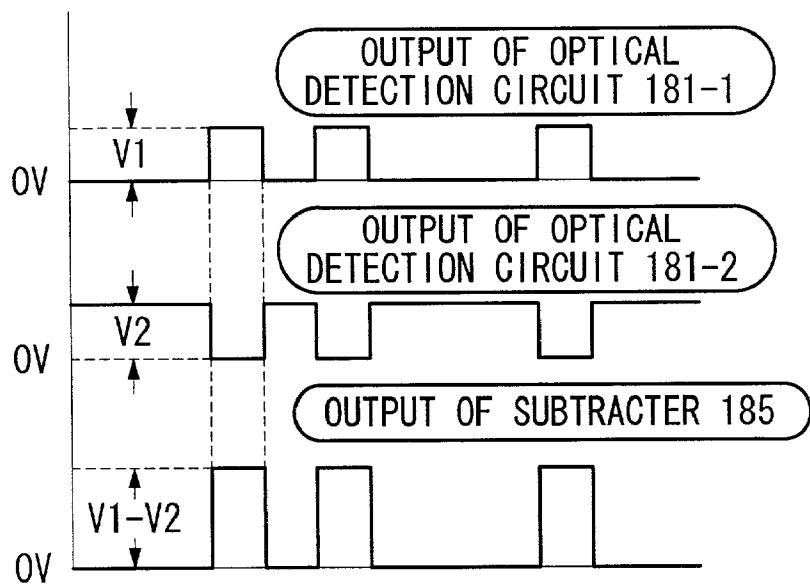 OUTPUT OF OPTICAL
DETECTION CIRCUIT 181-1
V1
0V
OUTPUT OF OPTICAL
DETECTION CIRCUIT 181-2
V2
0V
OUTPUT OF SUBTRACTER 185
V1-V2
0V